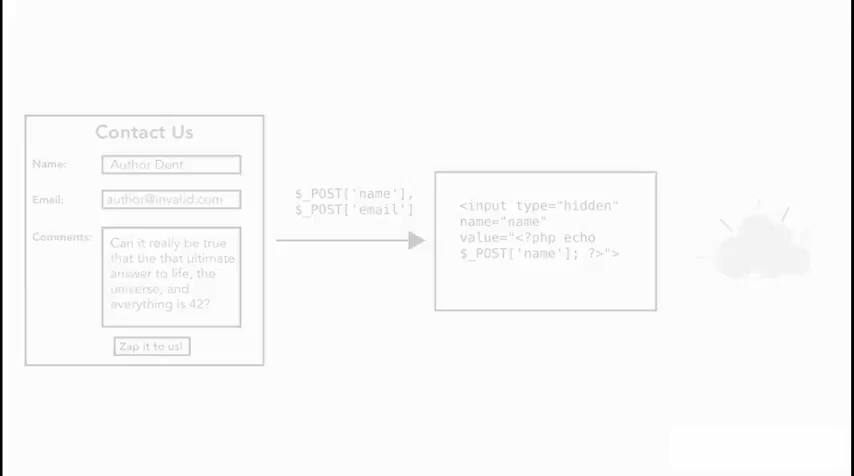 Contact Us
Name:
Author Dent
Email:
author@invalid.com
Comments:
Can it really be true
that the that ultimate
answer to life, the
universe, and
everything is 42?
Zap it to us!
$_POST['name'],
$_POST['email']
<input type="hidden"
name="name"
value="<?php echo
$_POST['name']; ?>">